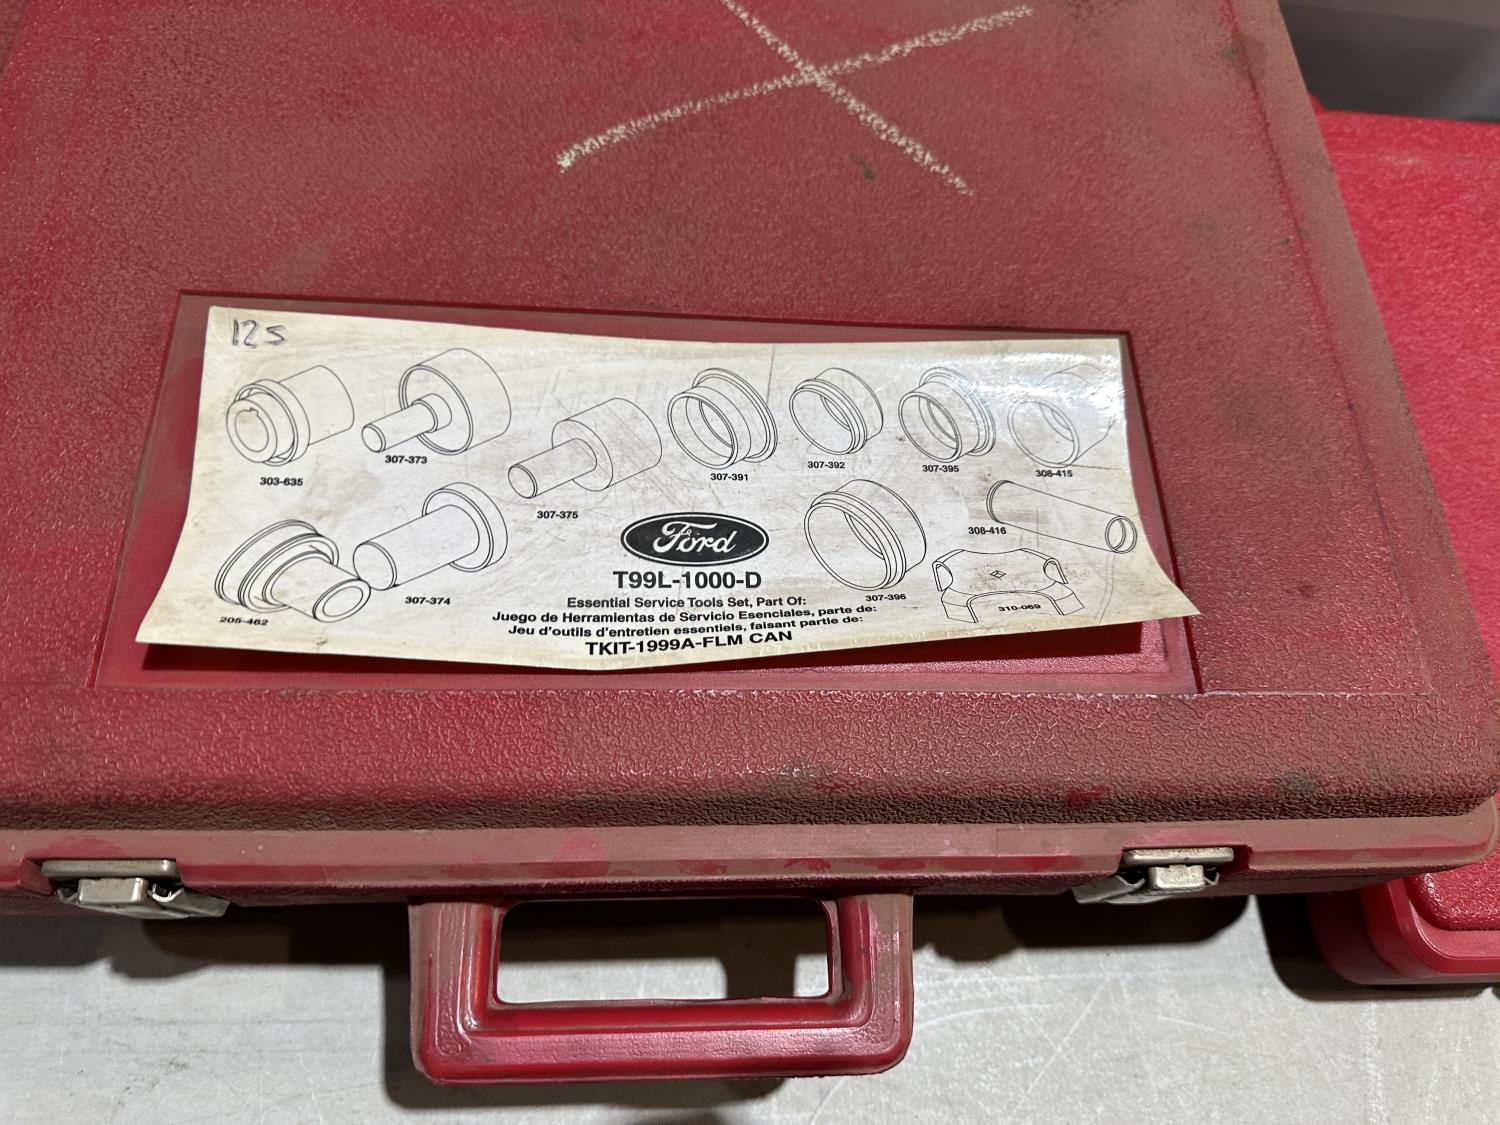 125
303-635
307-373
307-375
307-391
307-392
307-395
308-415
205-462
307-374
Ford
307-396
308-416
310-069
T99L-1000-D
Essential Service Tools Set, Part Of:
Juego de Herramientas de Servicio Esenciales, parte de:
Jeu d'outils d'entretien essentiels, faisant partie de:
TKIT-1999A-FLM CAN